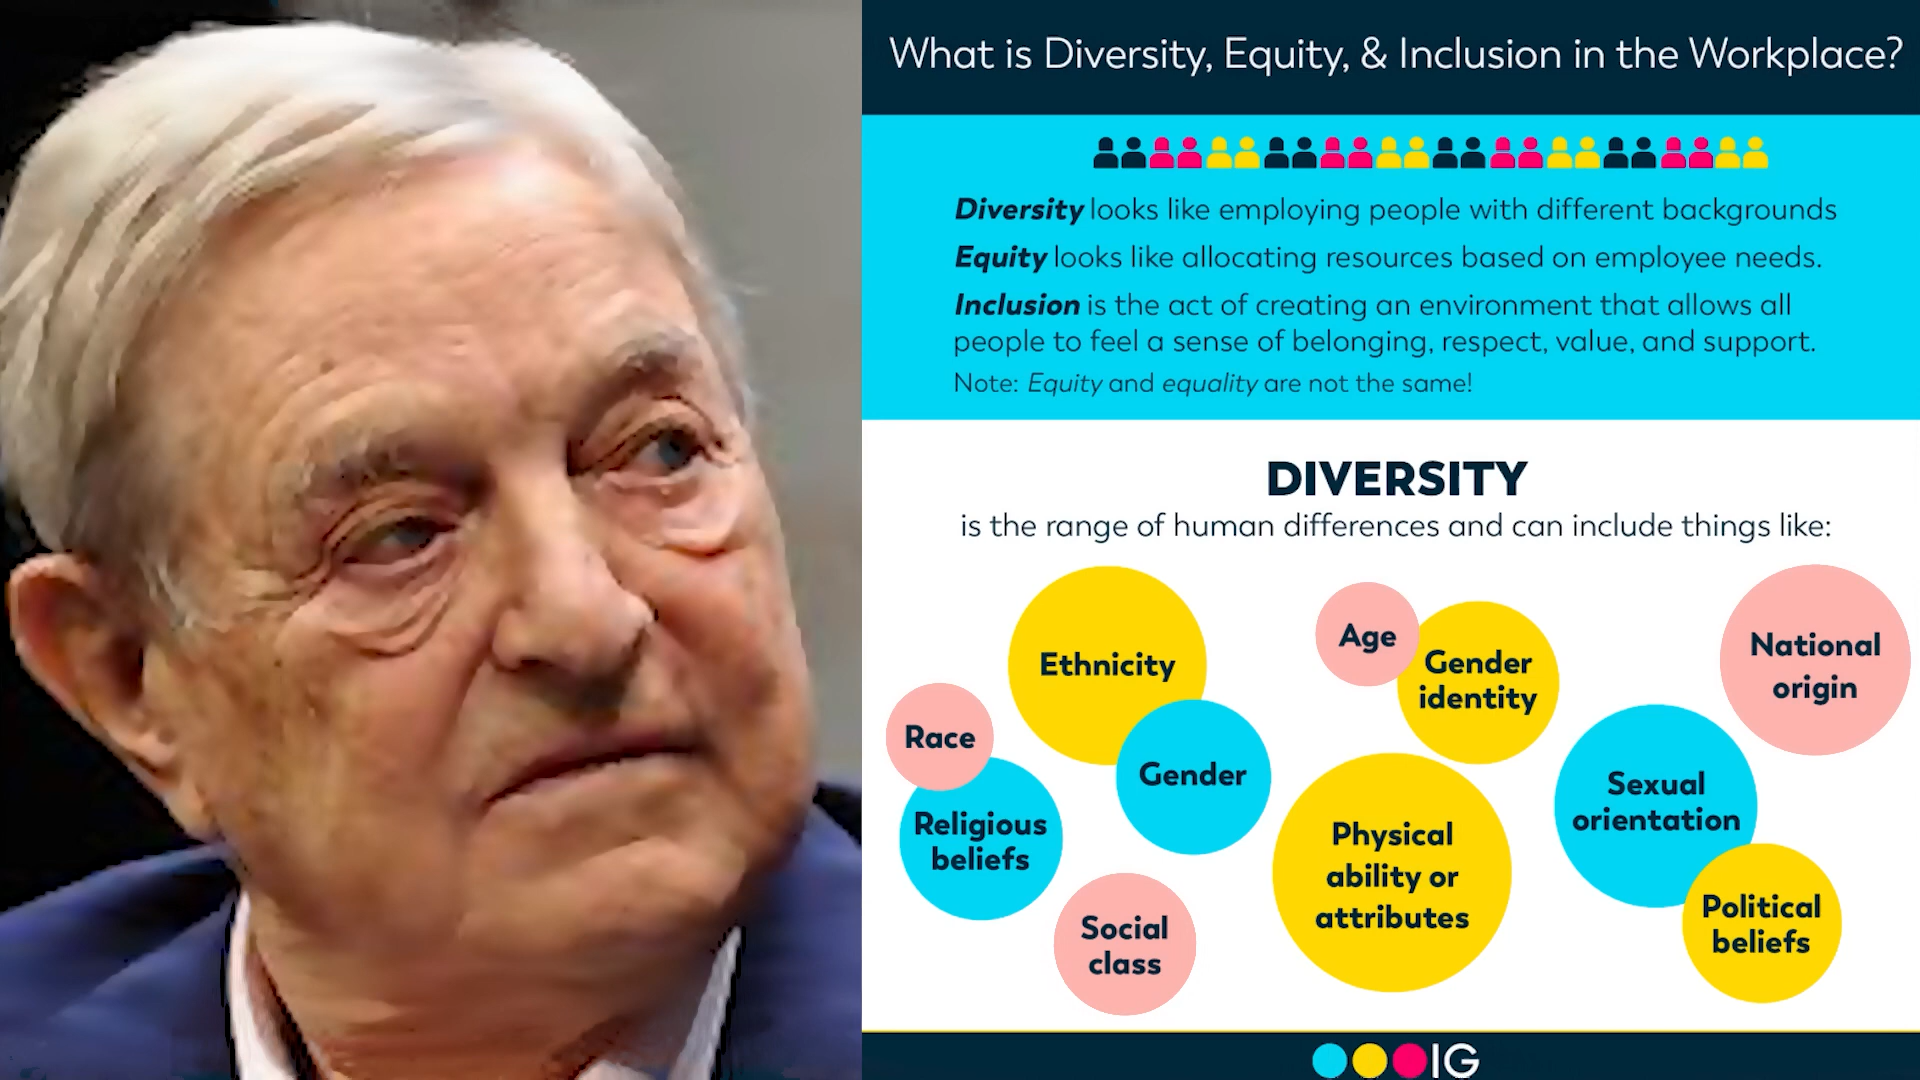 What is Diversity, Equity, & Inclusion in the Workplace?
Diversity looks like employing people with different backgrounds
Equity looks like allocating resources based on employee needs.
Inclusion is the act of creating an environment that allows all
people to feel a sense of belonging, respect, value, and support.
Note: Equity and equality are not the same!
DIVERSITY
is the range of human differences and can include things like:
Ethnicity
Age
Gender
identity
National
origin
Race
Gender
Religious
beliefs
Sexual
orientation
Physical
ability or
attributes
Social
class
Political
beliefs
IG